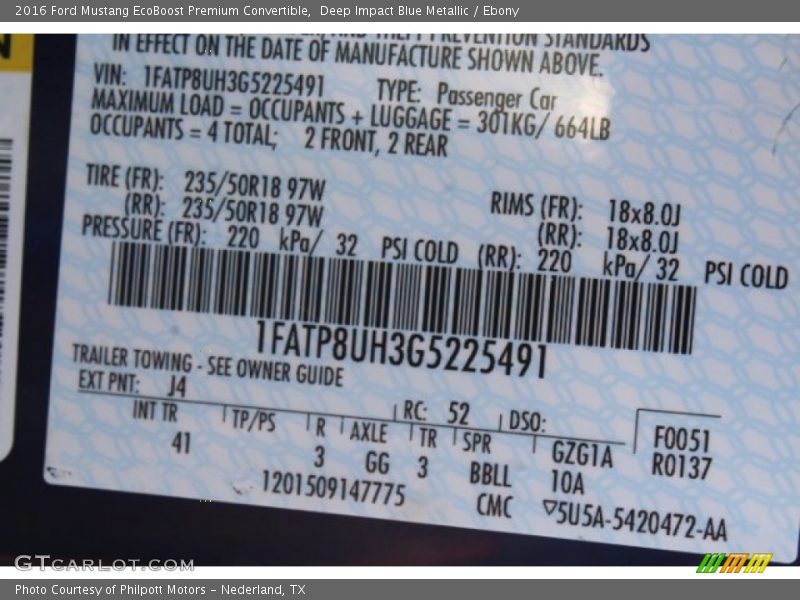 2016 Ford Mustang EcoBoost Premium Convertible, Deep Impact Blue Metallic / Ebony
PREVENTION STANDARDS
IN EFFECT ON THE DATE OF MANUFACTURE SHOWN ABOVE.
VIN: 1FATP8UH3G5225491 TYPE: Passenger Car
MAXIMUM LOAD = OCCUPANTS + LUGGAGE = 301KG/ 664LB
OCCUPANTS = 4 TOTAL; 2 FRONT, 2 REAR
TIRE (FR): 235/50R18 97W RIMS (FR): 18x8.0J
(RR): 235/50R18 97W (RR): 18x8.0J
PRESSURE (FR): 220 kPa/ 32 PSI COLD (RR): 220 kPa/ 32 PSI COLD
1FATP8UH3G5225491
TRAILER TOWING - SEE OWNER GUIDE
EXT PNT: J4 RC: 52 DSO:
INT TR TP/PS R AXLE TR SPR GZG1A F0051
41 3 GG 3 BBLL 10A R0137
1201509147775 CMC ▽5U5A-5420472-AA
GTCARLOT.COM
Photo Courtesy of Philpott Motors - Nederland, TX